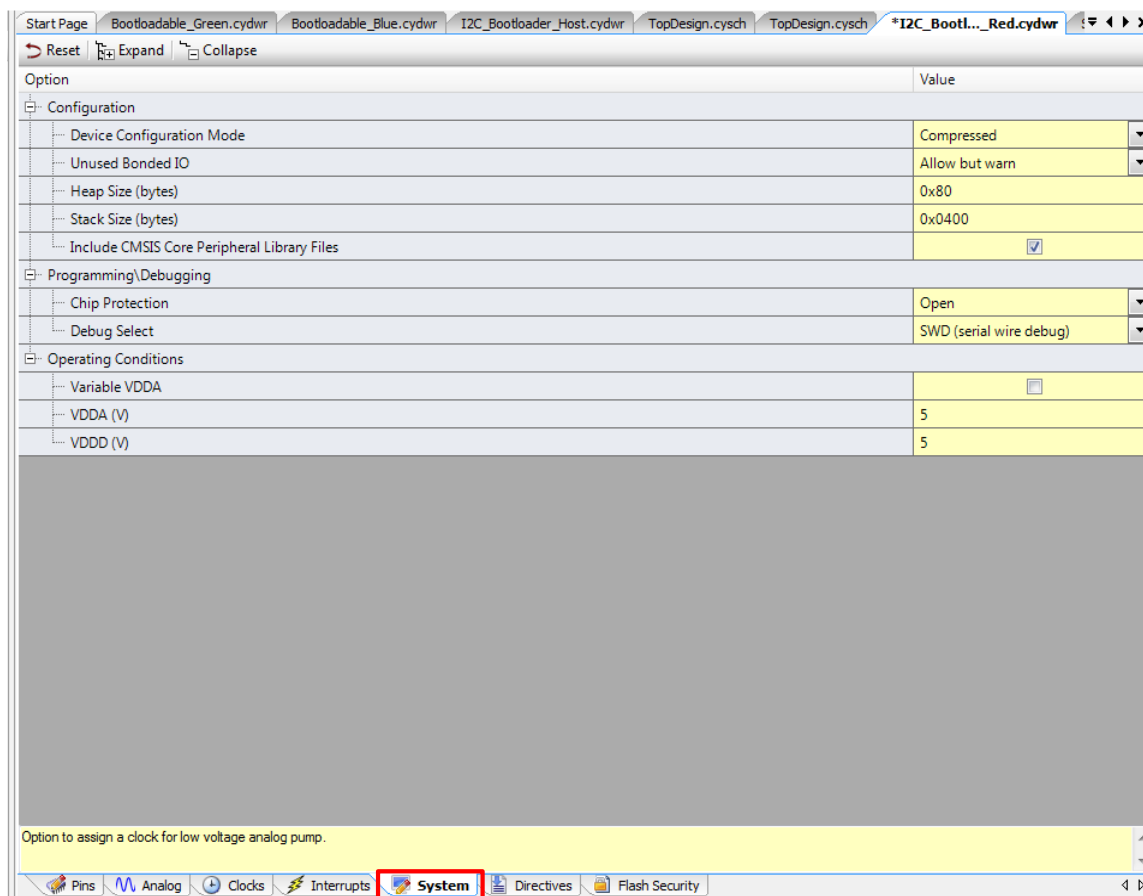 Start Page Bootloadable_Green.cydwr Bootloadable_Blue.cydwr I2C_Bootloader_Host.cydwr TopDesign.cysch TopDesign.cysch *I2C_Bootl..._Red.cydwr
Reset Expand Collapse
Option Value
Configuration
Device Configuration Mode Compressed
Unused Bonded IO Allow but warn
Heap Size (bytes) 0x80
Stack Size (bytes) 0x0400
Include CMSIS Core Peripheral Library Files
Programming\Debugging
Chip Protection Open
Debug Select SWD (serial wire debug)
Operating Conditions
Variable VDDA
VDDA (V) 5
VDDD (V) 5
Option to assign a clock for low voltage analog pump.
Pins Analog Clocks Interrupts System Directives Flash Security